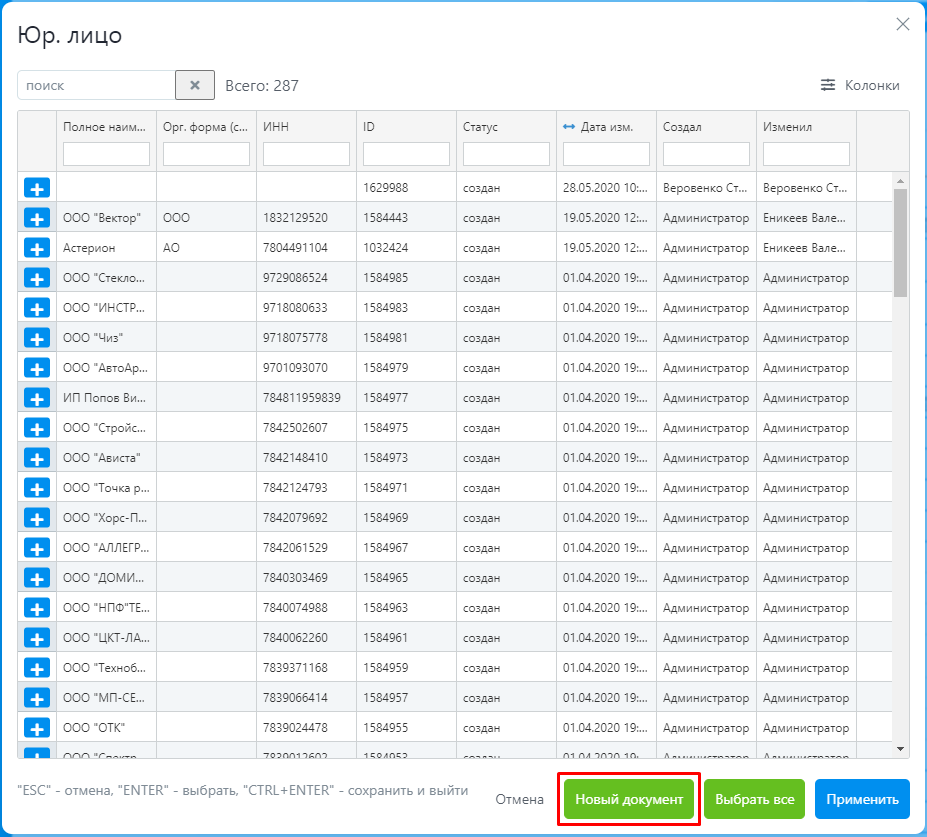 Юр. лицо
поиск Всего: 287 Колонки
Полное наим... Орг. форма (с... ИНН ID Статус Дата изм. Создал Изменил
1629988 создан 28.05.2020 10:... Веровенко Ст... Веровенко Ст...
ООО "Вектор" ООО 1832129520 1584443 создан 19.05.2020 12:... Администратор Еникеев Вале...
Астерион АО 7804491104 1032424 создан 19.05.2020 12:... Администратор Еникеев Вале...
ООО "Стекло... 9729086524 1584985 создан 01.04.2020 19:... Администратор Администратор
ООО "ИНСТР... 9718080633 1584983 создан 01.04.2020 19:... Администратор Администратор
ООО "Чиз" 9718075778 1584981 создан 01.04.2020 19:... Администратор Администратор
ООО "АвтоАр... 9701093070 1584979 создан 01.04.2020 19:... Администратор Администратор
ИП Попов Ви... 784811959839 1584977 создан 01.04.2020 19:... Администратор Администратор
ООО "Стройс... 7842502607 1584975 создан 01.04.2020 19:... Администратор Администратор
ООО "Ависта" 7842148410 1584973 создан 01.04.2020 19:... Администратор Администратор
ООО "Точка р... 7842124793 1584971 создан 01.04.2020 19:... Администратор Администратор
ООО "Хорс-П... 7842079692 1584969 создан 01.04.2020 19:... Администратор Администратор
ООО "АЛЛЕГР... 7842061529 1584967 создан 01.04.2020 19:... Администратор Администратор
ООО "ДОМИ... 7840303469 1584965 создан 01.04.2020 19:... Администратор Администратор
ООО "НПФ"ТЕ... 7840074988 1584963 создан 01.04.2020 19:... Администратор Администратор
ООО "ЦКТ-ЛА... 7840062260 1584961 создан 01.04.2020 19:... Администратор Администратор
ООО "Техноб... 7839371168 1584959 создан 01.04.2020 19:... Администратор Администратор
ООО "МП-СЕ... 7839066414 1584957 создан 01.04.2020 19:... Администратор Администратор
ООО "ОТК" 7839024478 1584955 создан 01.04.2020 19:... Администратор Администратор
ООО "Спектр... 7839012602 1584953 создан 01.04.2020 19:... Администратор Администратор
"ESC" - отмена, "ENTER" - выбрать, "CTRL+ENTER" - сохранить и выйти Отмена Новый документ Выбрать все Применить